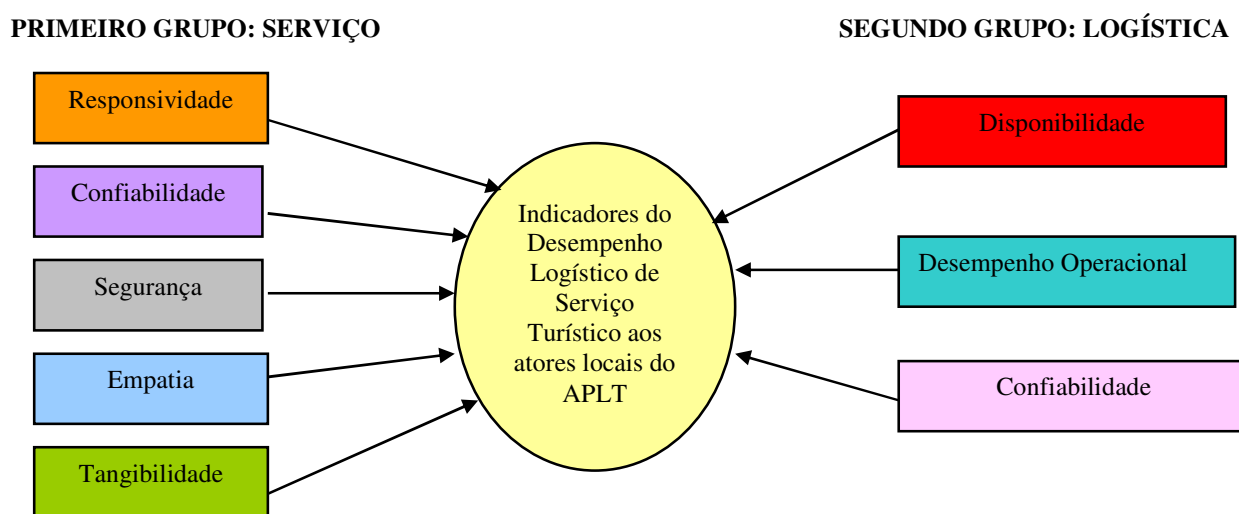 PRIMEIRO GRUPO: SERVIÇO
SEGUNDO GRUPO: LOGÍSTICA
Responsividade
Confiabilidade
Segurança
Empatia
Tangibilidade
Indicadores do
Desempenho
Logístico de
Serviço
Turístico aos
atores locais do
APLT
Disponibilidade
Desempenho Operacional
Confiabilidade